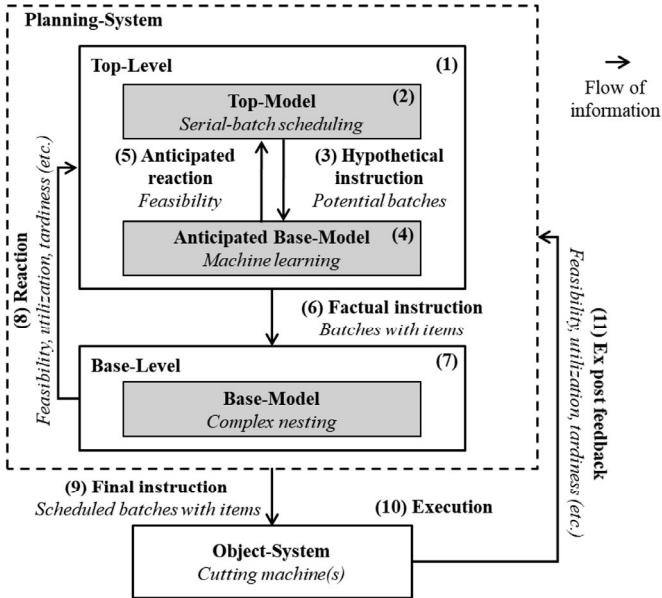 Planning-System
Top-Level
(1)
Top-Model
(2)
Serial-batch scheduling
(5) Anticipated
reaction
Feasibility
(3) Hypothetical
instruction
Potential batches
Anticipated Base-Model
(4)
Machine learning
(6) Factual instruction
Batches with items
(7)
Base-Level
Base-Model
Complex nesting
(8) Reaction
Feasibility, utilization, tardiness (etc.)
(9) Final instruction
Scheduled batches with items
(10) Execution
Object-System
Cutting machine(s)
(11) Ex post feedback
Feasibility, utilization, tardiness (etc.)
Flow of
information